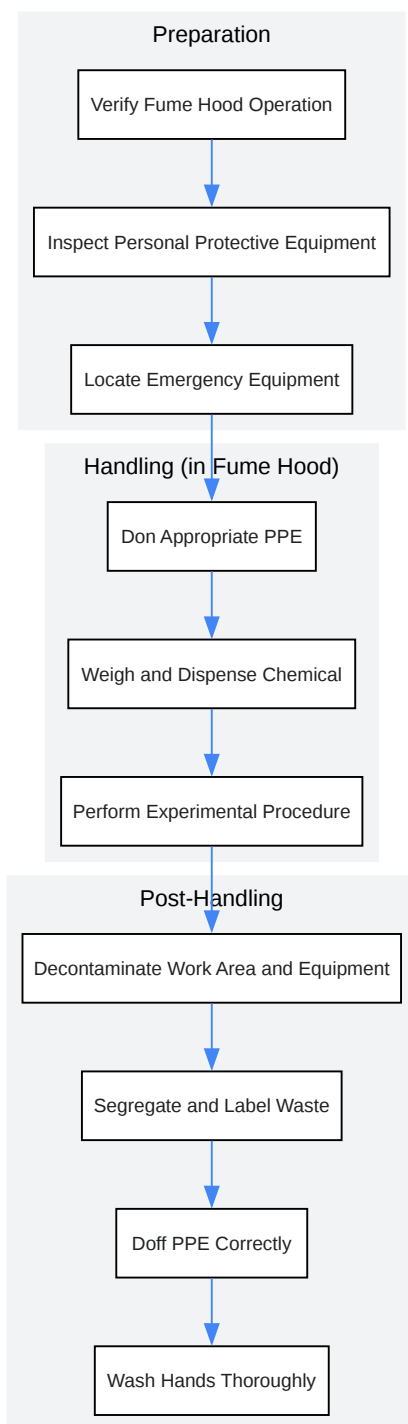 Preparation
Verify Fume Hood Operation
Inspect Personal Protective Equipment
Locate Emergency Equipment
Handling (in Fume Hood)
Don Appropriate PPE
Weigh and Dispense Chemical
Perform Experimental Procedure
Post-Handling
Decontaminate Work Area and Equipment
Segregate and Label Waste
Doff PPE Correctly
Wash Hands Thoroughly